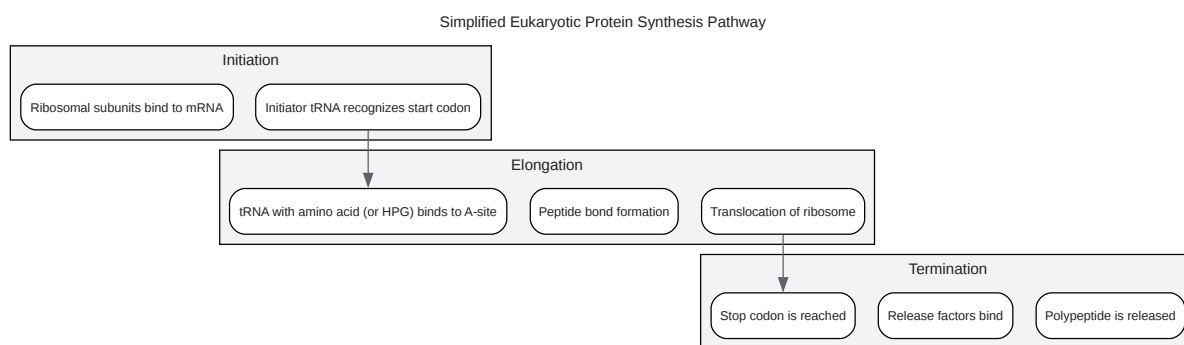 Simplified Eukaryotic Protein Synthesis Pathway
Initiation
Ribosomal subunits bind to mRNA
Initiator tRNA recognizes start codon
Elongation
tRNA with amino acid (or HPG) binds to A-site
Peptide bond formation
Translocation of ribosome
Termination
Stop codon is reached
Release factors bind
Polypeptide is released